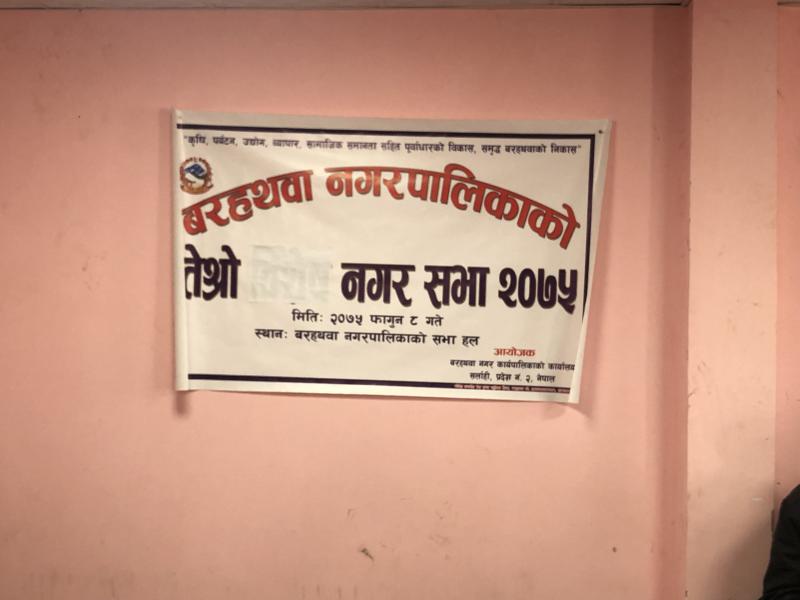 "कृषि, पर्यटन, उद्योग, व्यापार, सामाजिक समानता सहित पूर्वाधारको विकास, समृद्ध बरहथवाको निकास"
बरहथवा नगरपालिकाको
तेश्रो नगर सभा २०७५
मितिः २०७५ फागुन ८ गते
स्थानः बरहथवा नगरपालिकाको सभा हल
आयोजक
बरहथवा नगर कार्यपालिकाको कार्यालय
सर्लाही, प्रदेश नं. २, नेपाल